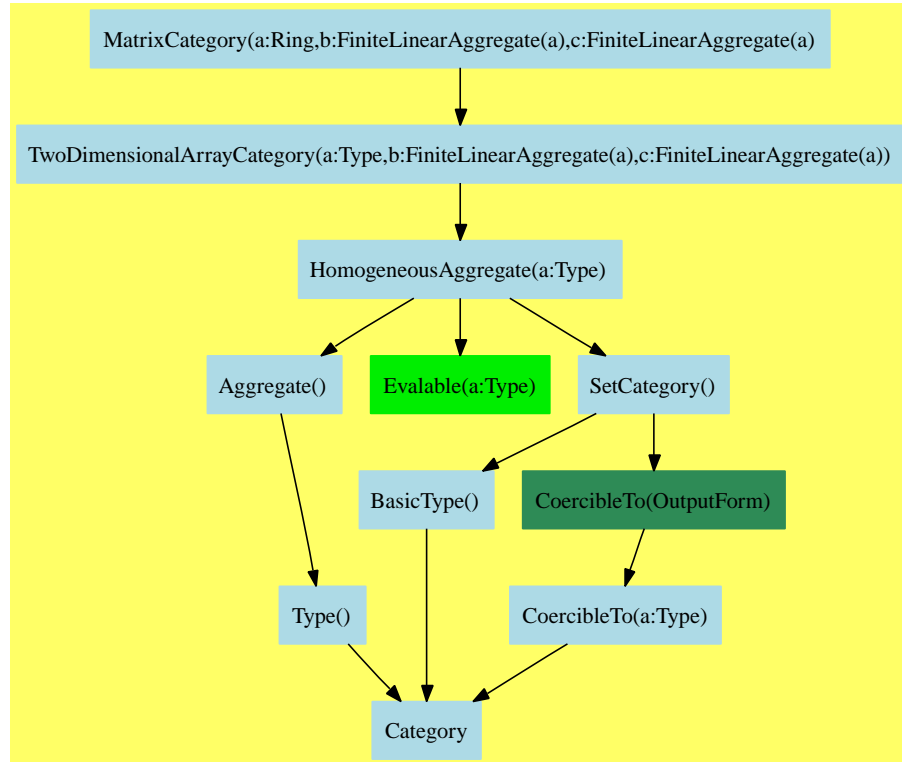 MatrixCategory(a:Ring,b:FiniteLinearAggregate(a),c:FiniteLinearAggregate(a)
TwoDimensionalArrayCategory(a:Type,b:FiniteLinearAggregate(a),c:FiniteLinearAggregate(a))
HomogeneousAggregate(a:Type)
Aggregate()
Evalable(a:Type)
SetCategory()
BasicType()
CoercibleTo(OutputForm)
Type()
CoercibleTo(a:Type)
Category